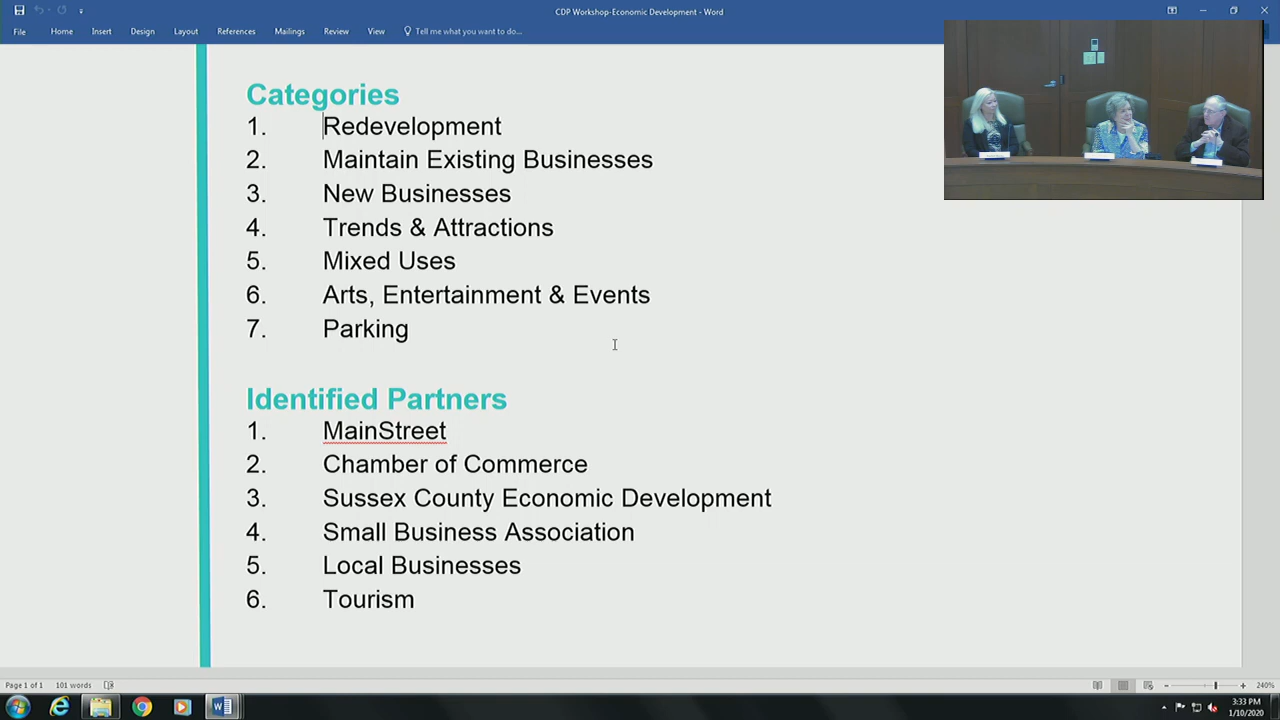 CDP Workshop-Economic Development - Word
File Home Insert Design Layout References Mailings Review View Tell me what you want to do...
Categories
1. Redevelopment
2. Maintain Existing Businesses
3. New Businesses
4. Trends & Attractions
5. Mixed Uses
6. Arts, Entertainment & Events
7. Parking
Identified Partners
1. MainStreet
2. Chamber of Commerce
3. Sussex County Economic Development
4. Small Business Association
5. Local Businesses
6. Tourism
Page 1 of 1 101 words 240%
3:33 PM
1/10/2020